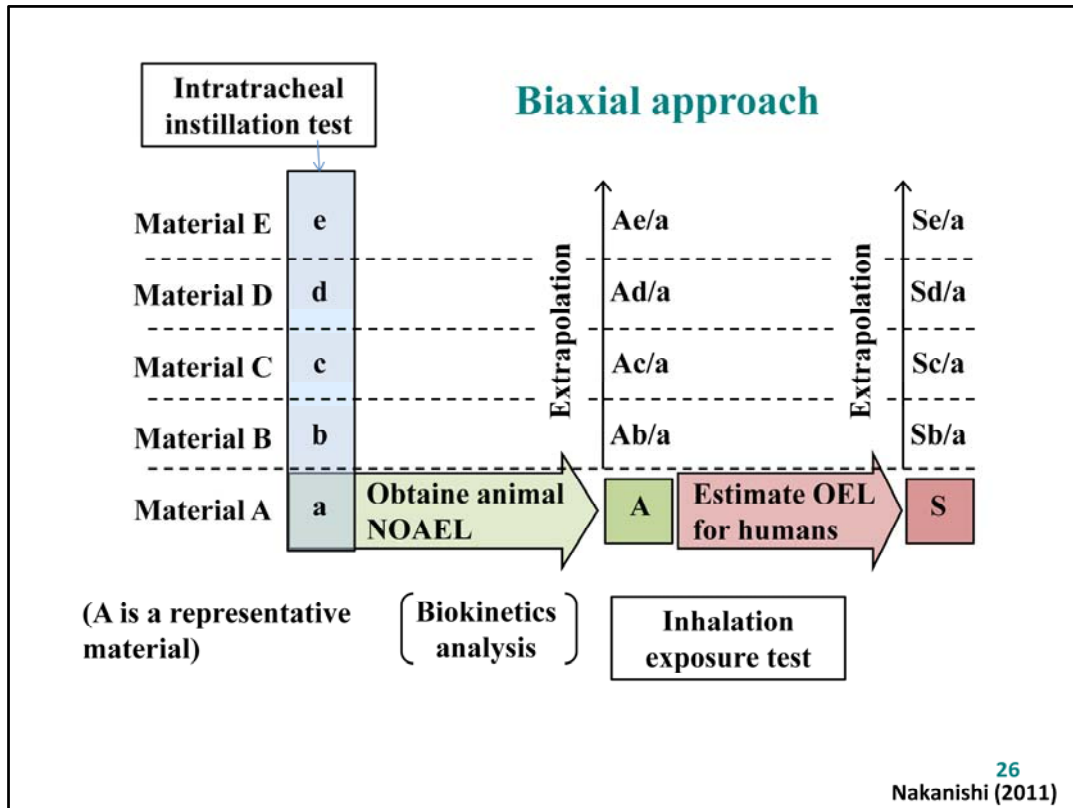 Intratracheal
instillation test
Biaxial approach
Material E
e
Ae/a
Se/a
Material D
d
Ad/a
Sd/a
Material C
c
Ac/a
Sc/a
Material B
b
Ab/a
Sb/a
Extrapolation
Extrapolation
Material A
a
Obtaine animal
NOAEL
A
Estimate OEL
for humans
S
(A is a representative
material)
Biokinetics
analysis
Inhalation
exposure test
26
Nakanishi (2011)